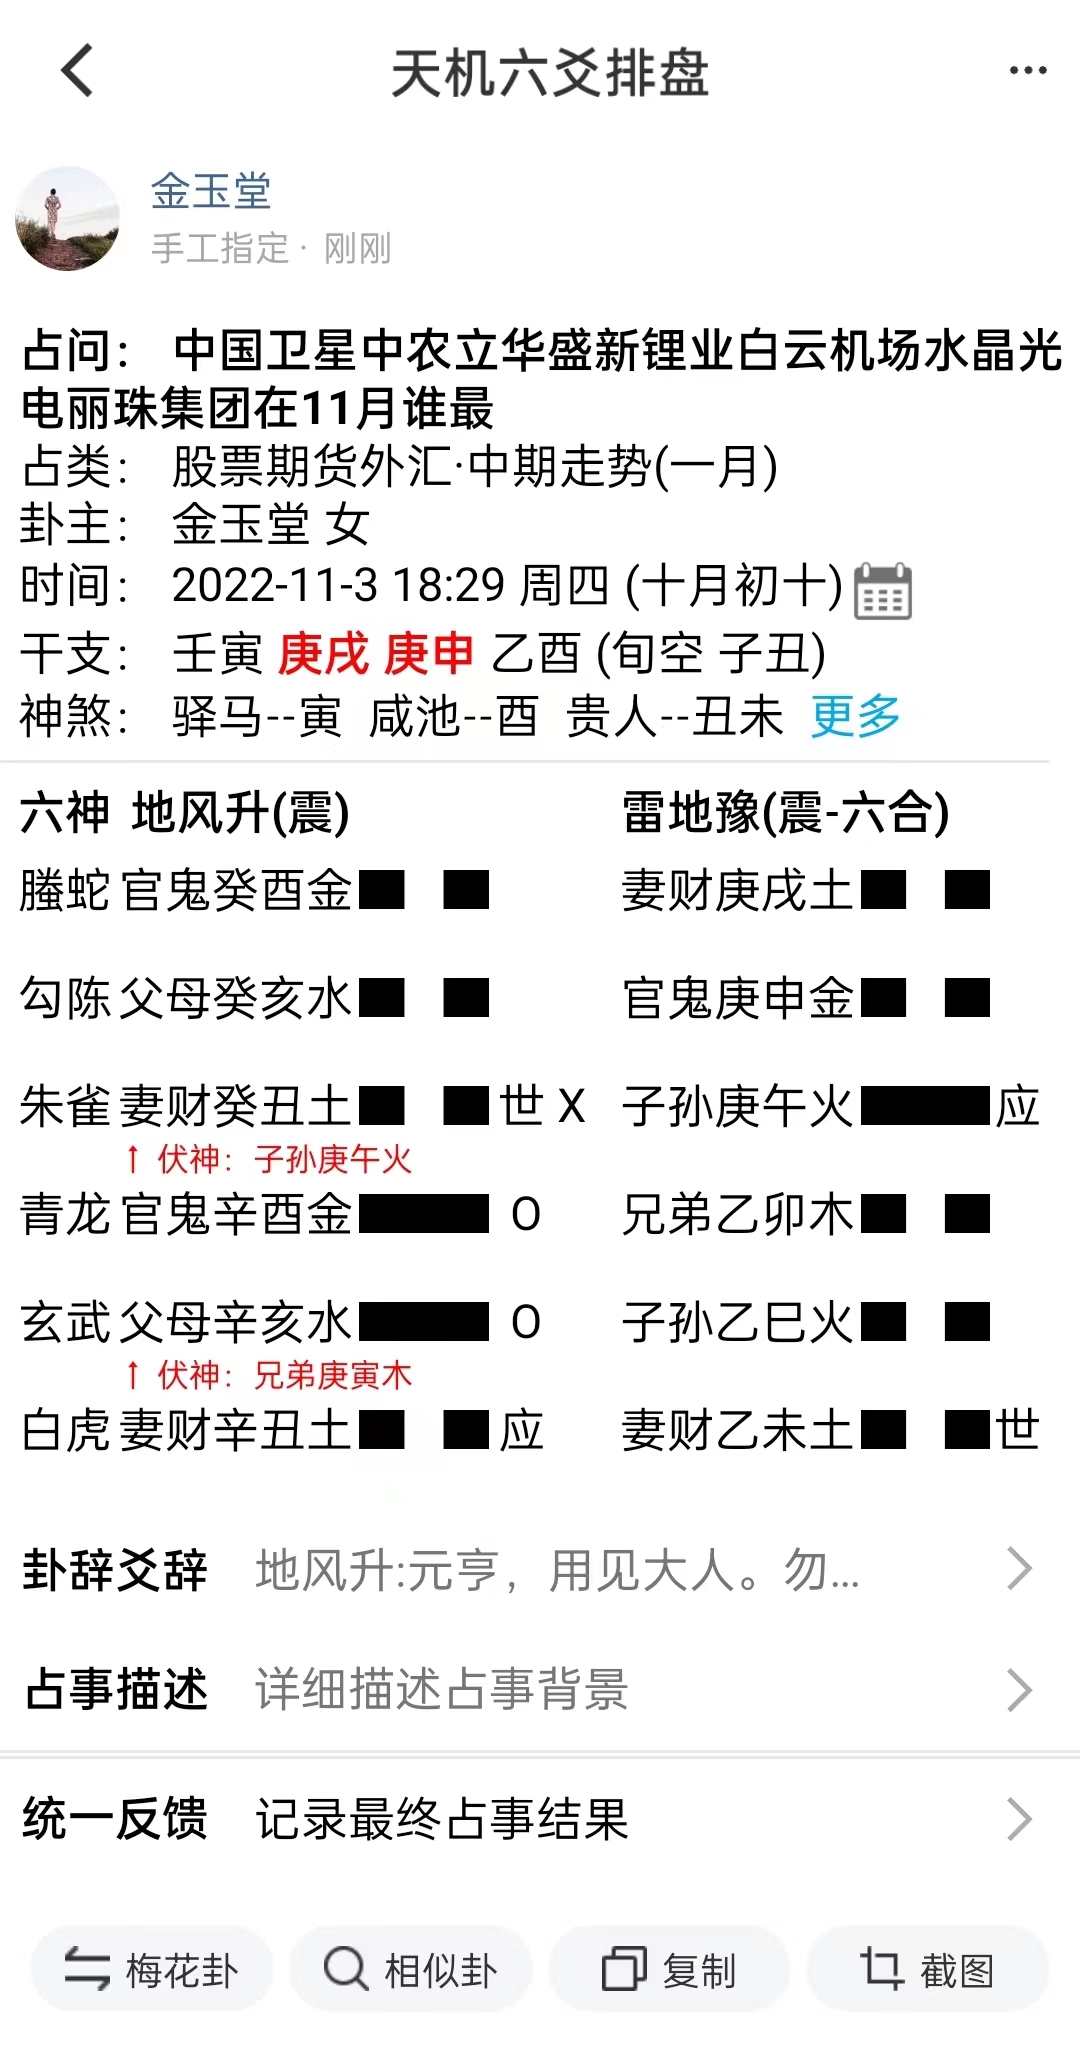 天机六爻排盘
金玉堂
手工指定· 刚刚
占问： 中国卫星中农立华盛新锂业白云机场水晶光
电丽珠集团在11月谁最
占类： 股票期货外汇·中期走势(一月)
卦主： 金玉堂 女
时间： 2022-11-3 18:29 周四 (十月初十)
干支： 壬寅 庚戌 庚申 乙酉 (旬空 子丑)
神煞： 驿马--寅 咸池--酉 贵人--丑未 更多
六神 地风升(震) 雷地豫(震-六合)
螣蛇 官鬼癸酉金 妻财庚戌土
勾陈 父母癸亥水 官鬼庚申金
朱雀 妻财癸丑土 世 X 子孙庚午火 应
↑ 伏神：子孙庚午火
青龙 官鬼辛酉金 O 兄弟乙卯木
玄武 父母辛亥水 O 子孙乙巳火
↑ 伏神：兄弟庚寅木
白虎 妻财辛丑土 应 妻财乙未土 世
卦辞爻辞 地风升:元亨，用见大人。勿...
占事描述 详细描述占事背景
统一反馈 记录最终占事结果
梅花卦 相似卦 复制 截图